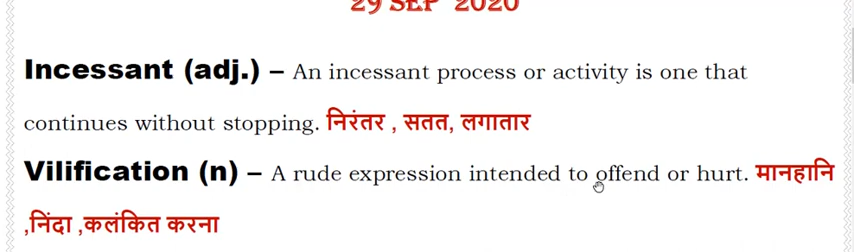 29 SEP 2020
Incessant (adj.) – An incessant process or activity is one that
continues without stopping. निरंतर , सतत, लगातार
Vilification (n) – A rude expression intended to offend or hurt. मानहानि
,निंदा ,कलंकित करना